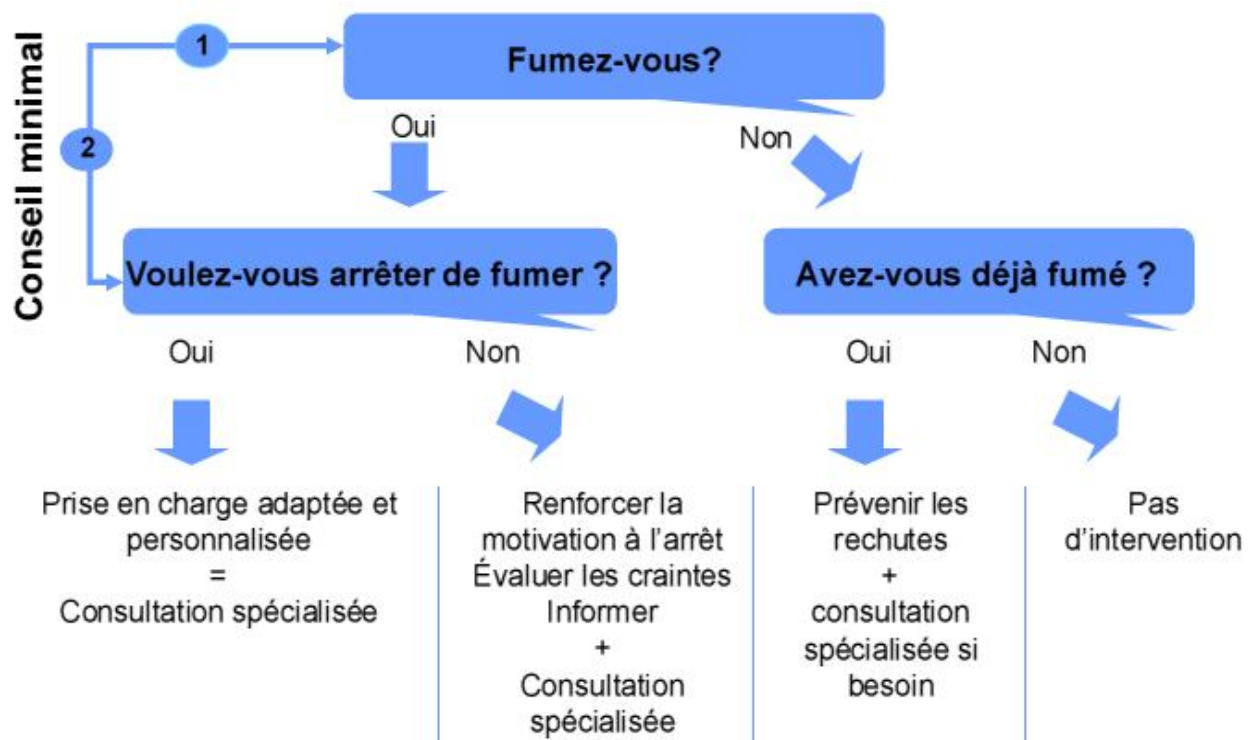 Conseil minimal
1
Fumez-vous?
2
Oui
Non
Voulez-vous arrêter de fumer ?
Avez-vous déjà fumé ?
Oui
Non
Oui
Non
Prise en charge adaptée et
personnalisée
=
Consultation spécialisée
Renforcer la
motivation à l'arrêt
Évaluer les craintes
Informer
+
Consultation
spécialisée
Prévenir les
rechutes
+
consultation
spécialisée si
besoin
Pas
d'intervention